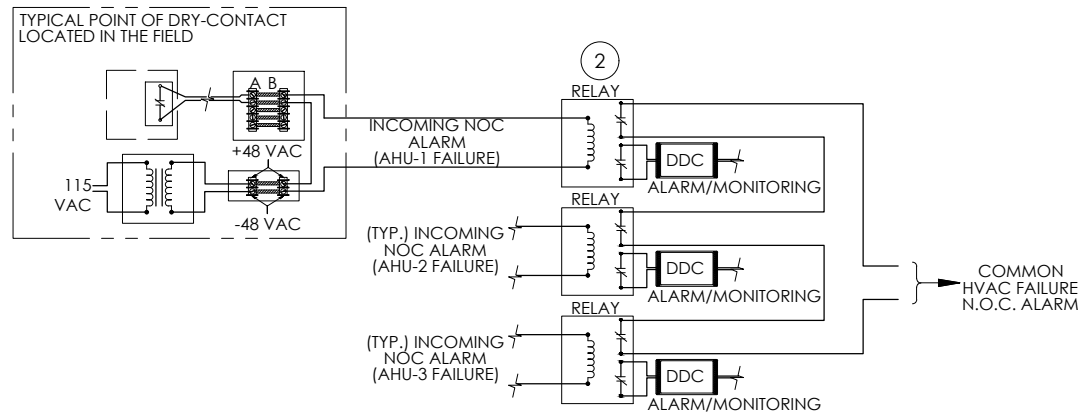 TYPICAL POINT OF DRY-CONTACT
LOCATED IN THE FIELD
A B
+48 VAC
115
VAC
-48 VAC
INCOMING NOC
ALARM
(AHU-1 FAILURE)
2
RELAY
DDC
ALARM/MONITORING
(TYP.) INCOMING
NOC ALARM
(AHU-2 FAILURE)
RELAY
DDC
ALARM/MONITORING
(TYP.) INCOMING
NOC ALARM
(AHU-3 FAILURE)
RELAY
DDC
ALARM/MONITORING
COMMON
HVAC FAILURE
N.O.C. ALARM